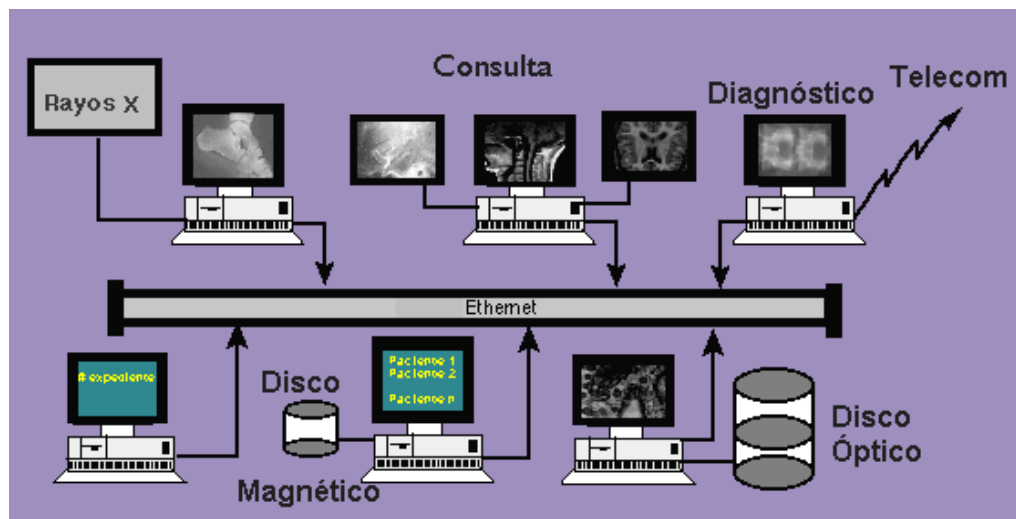 Rayos X
Consulta
Diagnóstico
Telecom
Ethernet
# expediente
Disco
Magnético
Paciente 1
Paciente 2
Paciente n
Disco
Óptico